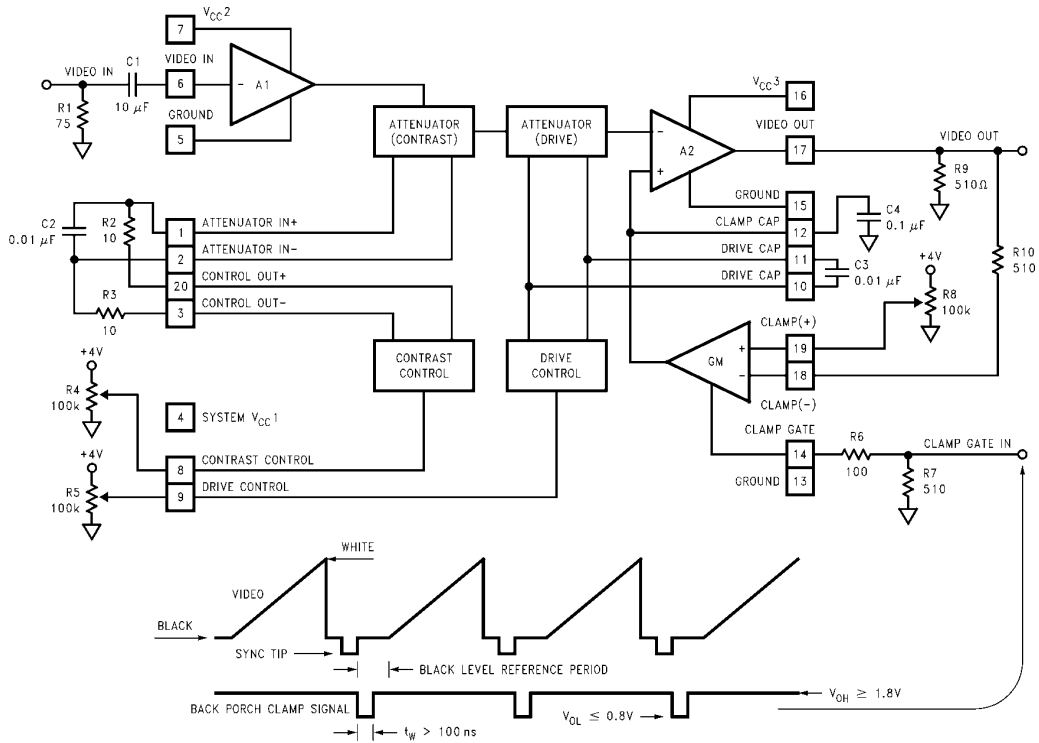 V_CC2
7
VIDEO IN
VIDEO IN
C1
10 µF
6
-
A1
R1
75
GROUND
5
ATTENUATOR
(CONTRAST)
ATTENUATOR
(DRIVE)
-
+
A2
V_CC3
16
VIDEO OUT
17
VIDEO OUT
R9
510Ω
GROUND
15
CLAMP CAP
12
C4
0.1 µF
DRIVE CAP
11
DRIVE CAP
10
C3
0.01 µF
R10
510
C2
0.01 µF
R2
10
1
ATTENUATOR IN+
2
ATTENUATOR IN-
20
CONTROL OUT+
3
CONTROL OUT-
R3
10
+4V
R8
100k
CLAMP(+)
19
18
CLAMP(-)
+
-
GM
CONTRAST
CONTROL
DRIVE
CONTROL
+4V
R4
100k
4
SYSTEM V_CC1
+4V
R5
100k
8
CONTRAST CONTROL
9
DRIVE CONTROL
CLAMP GATE
14
R6
100
CLAMP GATE IN
GROUND
13
R7
510
WHITE
VIDEO
BLACK
SYNC TIP
BLACK LEVEL REFERENCE PERIOD
BACK PORCH CLAMP SIGNAL
V_OH ≥ 1.8V
V_OL ≤ 0.8V
t_W > 100 ns